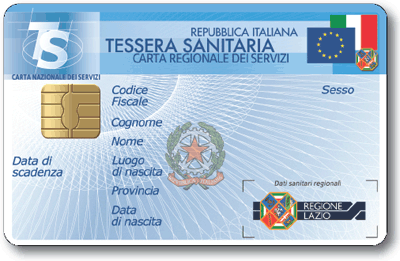 REPUBBLICA ITALIANA
TESSERA SANITARIA
CARTA REGIONALE DEI SERVIZI
TS
CARTA NAZIONALE DEI SERVIZI
Codice
Fiscale
Sesso
Cognome
Nome
Data di
scadenza
Luogo
di nascita
Provincia
Data
di nascita
Dati sanitari regionali
REGIONE
LAZIO